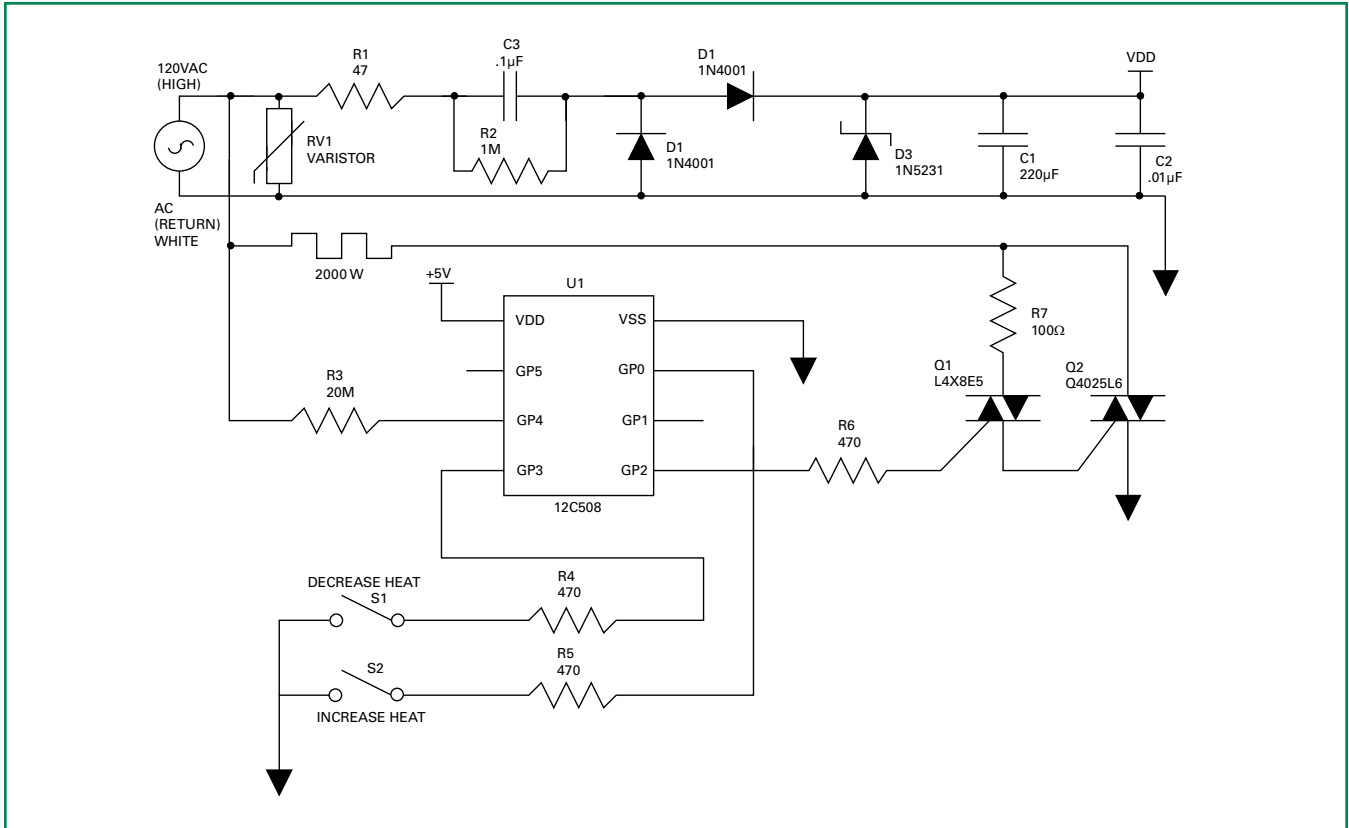 120VAC
(HIGH)
AC
(RETURN)
WHITE
RV1
VARISTOR
R1
47
C3
.1µF
R2
1M
D1
1N4001
D1
1N4001
D3
1N5231
C1
220µF
VDD
C2
.01µF
2000 W
+5V
U1
VDD
GP5
GP4
GP3
VSS
GP0
GP1
GP2
12C508
R3
20M
R7
100Ω
Q1
L4X8E5
Q2
Q4025L6
R6
470
DECREASE HEAT
S1
R4
470
S2
INCREASE HEAT
R5
470